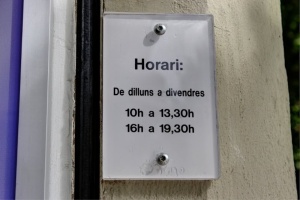 Horari:
De dilluns a divendres
10h a 13,30h
16h a 19,30h